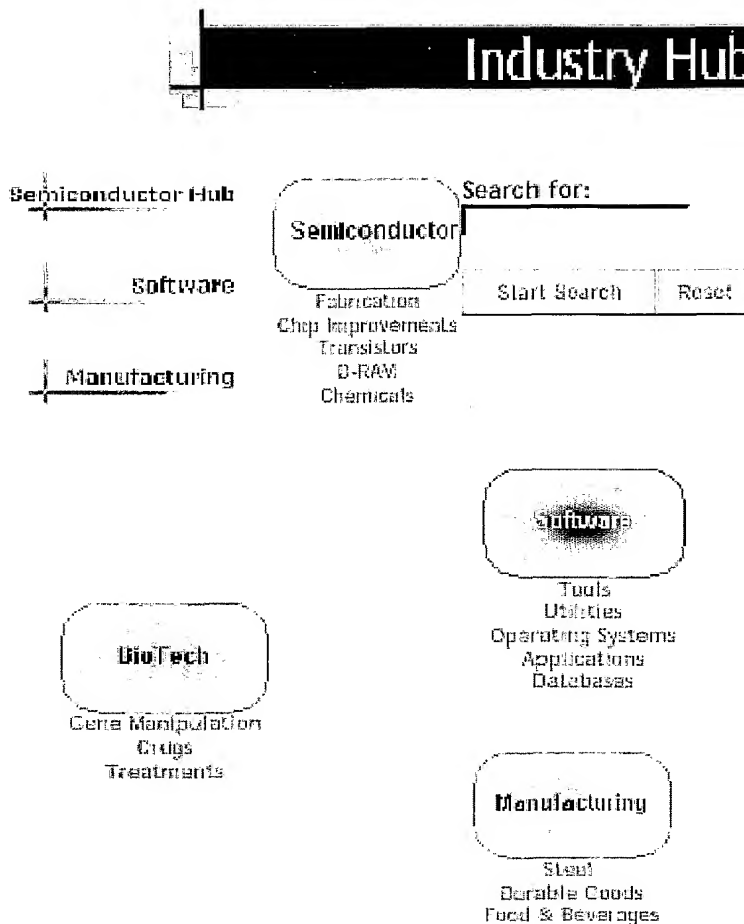 Industry Hub
Semiconductor Hub
Software
Manufacturing
Semiconductor
Fabrication
Chip Improvements
Transistors
D-RAM
Chemicals
Search for:
Start Search
Reset
Software
Tools
Utilities
Operating Systems
Applications
Databases
BioTech
Gene Manipulation
Drugs
Treatments
Manufacturing
Steel
Durable Goods
Food & Beverages